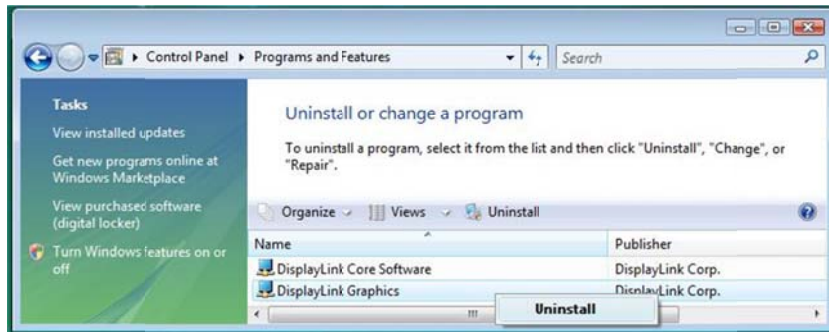 Control Panel Programs and Features Search
Tasks
View installed updates
Get new programs online at
Windows Marketplace
View purchased software
(digital locker)
Turn Windows features on or
off
Uninstall or change a program
To uninstall a program, select it from the list and then click "Uninstall", "Change", or
"Repair".
Organize Views Uninstall
Name Publisher
DisplayLink Core Software DisplayLink Corp.
DisplayLink Graphics DisplayLink Corp.
Uninstall